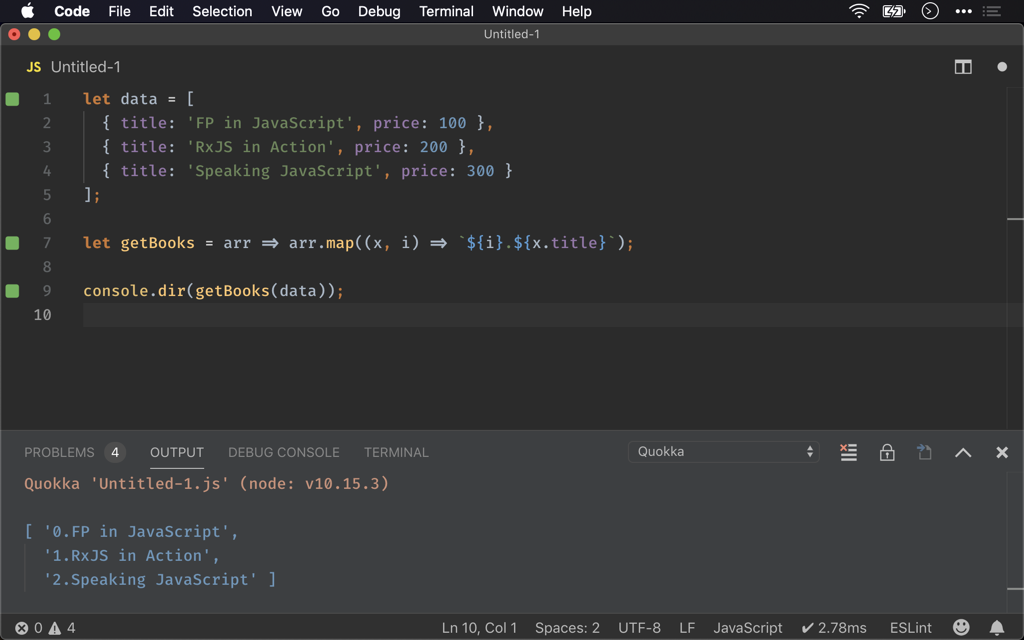 Code File Edit Selection View Go Debug Terminal Window Help
Untitled-1
JS Untitled-1
1 let data = [
2 { title: 'FP in JavaScript', price: 100 },
3 { title: 'RxJS in Action', price: 200 },
4 { title: 'Speaking JavaScript', price: 300 }
5 ];
6
7 let getBooks = arr => arr.map((x, i) => `${i}.${x.title}`);
8
9 console.dir(getBooks(data));
10
PROBLEMS 4 OUTPUT DEBUG CONSOLE TERMINAL Quokka
Quokka 'Untitled-1.js' (node: v10.15.3)
[ '0.FP in JavaScript',
'1.RxJS in Action',
'2.Speaking JavaScript' ]
0 4 Ln 10, Col 1 Spaces: 2 UTF-8 LF JavaScript ✔ 2.78ms ESLint